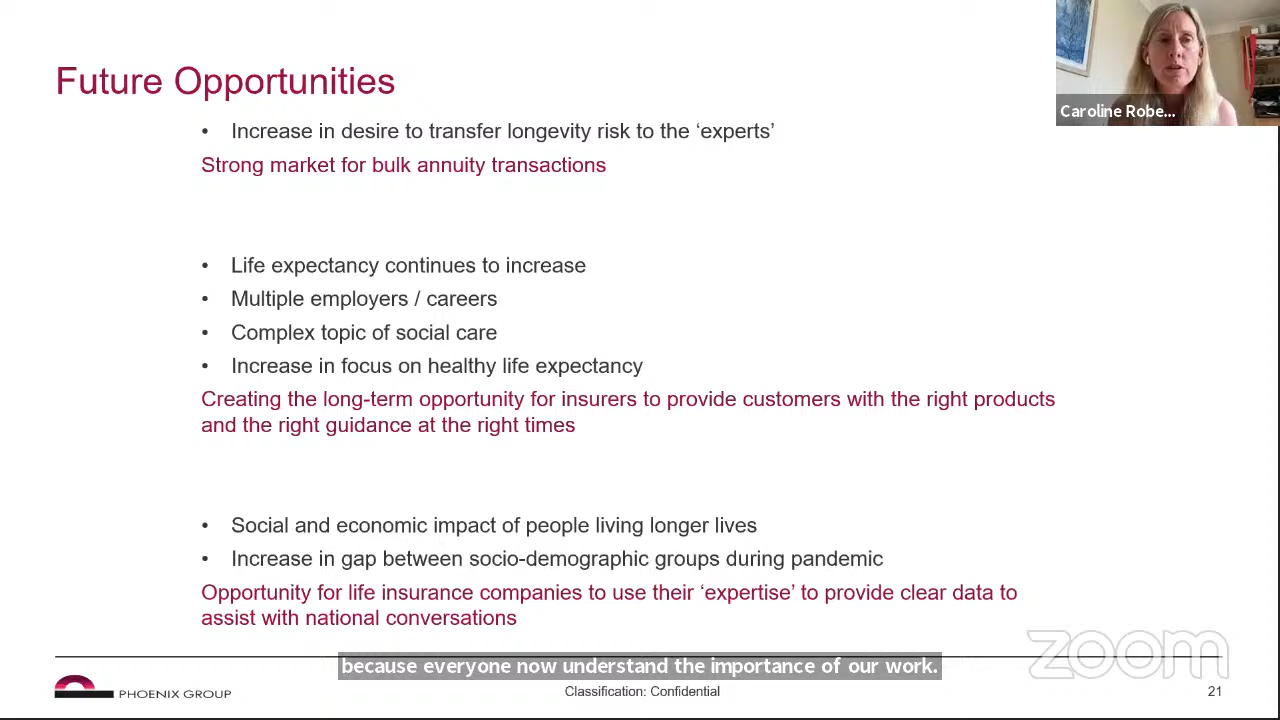 Future Opportunities
Caroline Robe...
• Increase in desire to transfer longevity risk to the ‘experts’
Strong market for bulk annuity transactions
• Life expectancy continues to increase
• Multiple employers / careers
• Complex topic of social care
• Increase in focus on healthy life expectancy
Creating the long-term opportunity for insurers to provide customers with the right products
and the right guidance at the right times
• Social and economic impact of people living longer lives
• Increase in gap between socio-demographic groups during pandemic
Opportunity for life insurance companies to use their ‘expertise’ to provide clear data to
assist with national conversations
zoom
because everyone now understand the importance of our work.
PHOENIX GROUP
Classification: Confidential
21